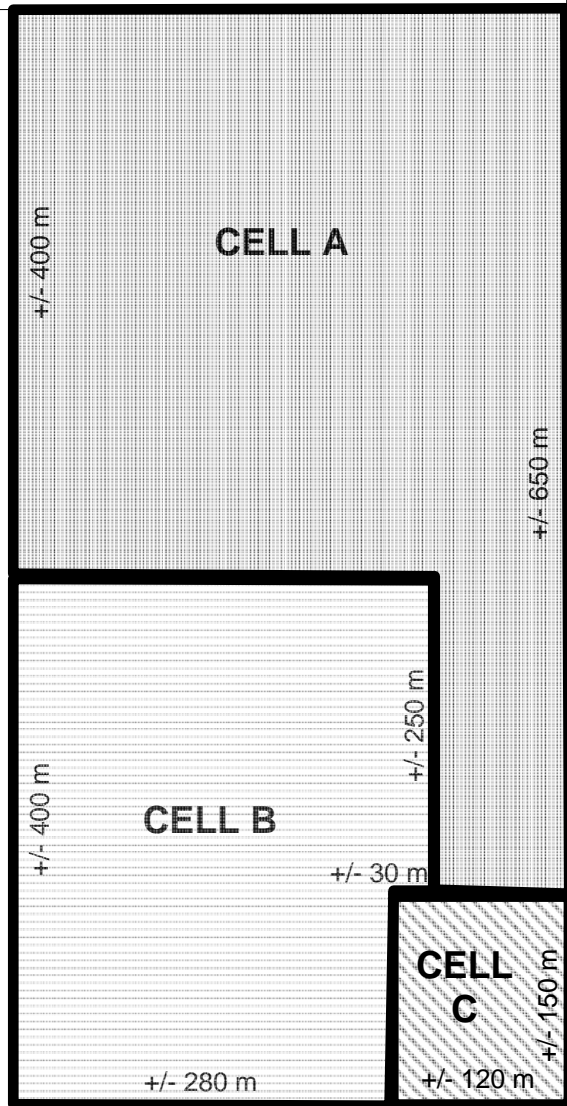 CELL A
+/- 400 m
+/- 650 m
+/- 250 m
+/- 400 m
CELL B
+/- 30 m
CELL
C
+/- 150 m
+/- 280 m
+/- 120 m